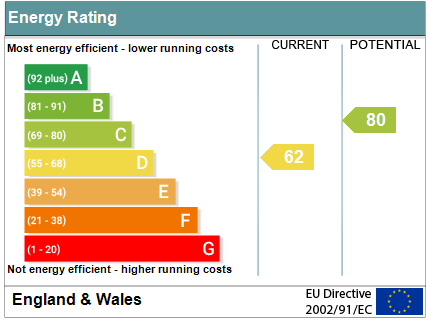 Energy Rating
Most energy efficient - lower running costs
CURRENT
POTENTIAL
(92 plus) A
(81 - 91) B
(69 - 80) C
(55 - 68) D
(39 - 54) E
(21 - 38) F
(1 - 20) G
62
80
Not energy efficient - higher running costs
England & Wales
EU Directive
2002/91/EC